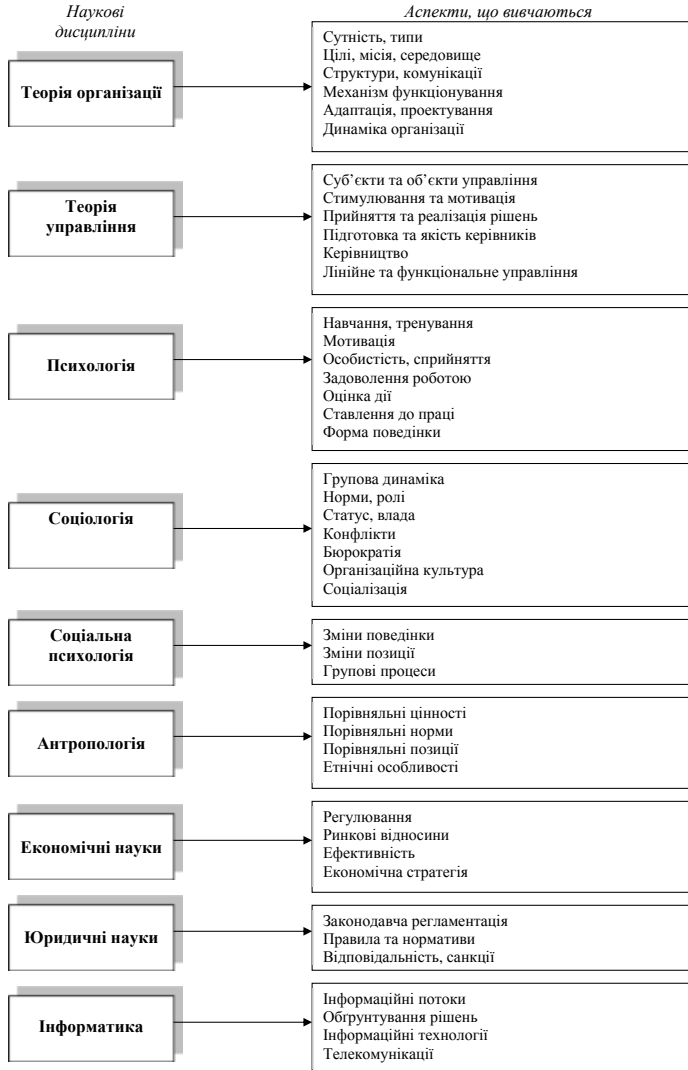 Наукові
дисципліни
Аспекти, що вивчаються
Теорія організації
Сутність, типи
Цілі, місія, середовище
Структури, комунікації
Механізм функціонування
Адаптація, проектування
Динаміка організації
Теорія
управління
Суб’єкти та об’єкти управління
Стимулювання та мотивація
Прийняття та реалізація рішень
Підготовка та якість керівників
Керівництво
Лінійне та функціональне управління
Психологія
Навчання, тренування
Мотивація
Особистість, сприйняття
Задоволення роботою
Оцінка дії
Ставлення до праці
Форма поведінки
Соціологія
Групова динаміка
Норми, ролі
Статус, влада
Конфлікти
Бюрократія
Організаційна культура
Соціалізація
Соціальна
психологія
Зміни поведінки
Зміни позиції
Групові процеси
Антропологія
Порівняльні цінності
Порівняльні норми
Порівняльні позиції
Етнічні особливості
Економічні науки
Регулювання
Ринкові відносини
Ефективність
Економічна стратегія
Юридичні науки
Законодавча регламентація
Правила та нормативи
Відповідальність, санкції
Інформатика
Інформаційні потоки
Обґрунтування рішень
Інформаційні технології
Телекомунікації